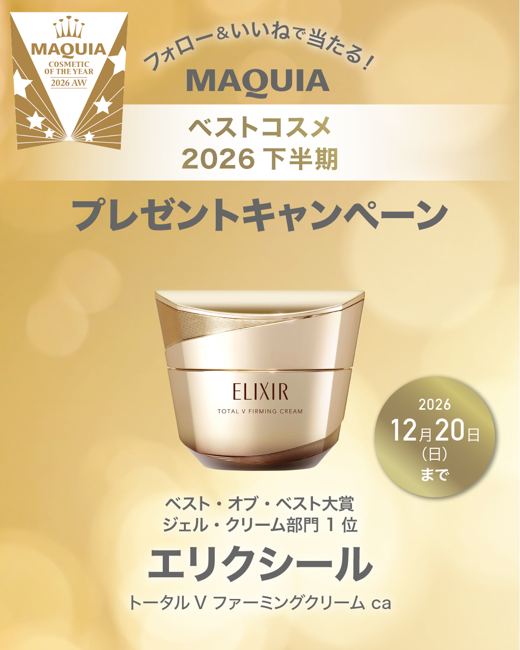 MAQUIA
COSMETIC
OF THE YEAR
2026 AW
フォロー&いいねで当たる!
MAQUIA
ベストコスメ
2026 下半期
プレゼントキャンペーン
ELIXIR
TOTAL V FIRMING CREAM
2026
12月20日
(日)
まで
ベスト・オブ・ベスト大賞
ジェル・クリーム部門 1 位
エリクシール
トータル V ファーミングクリーム ca